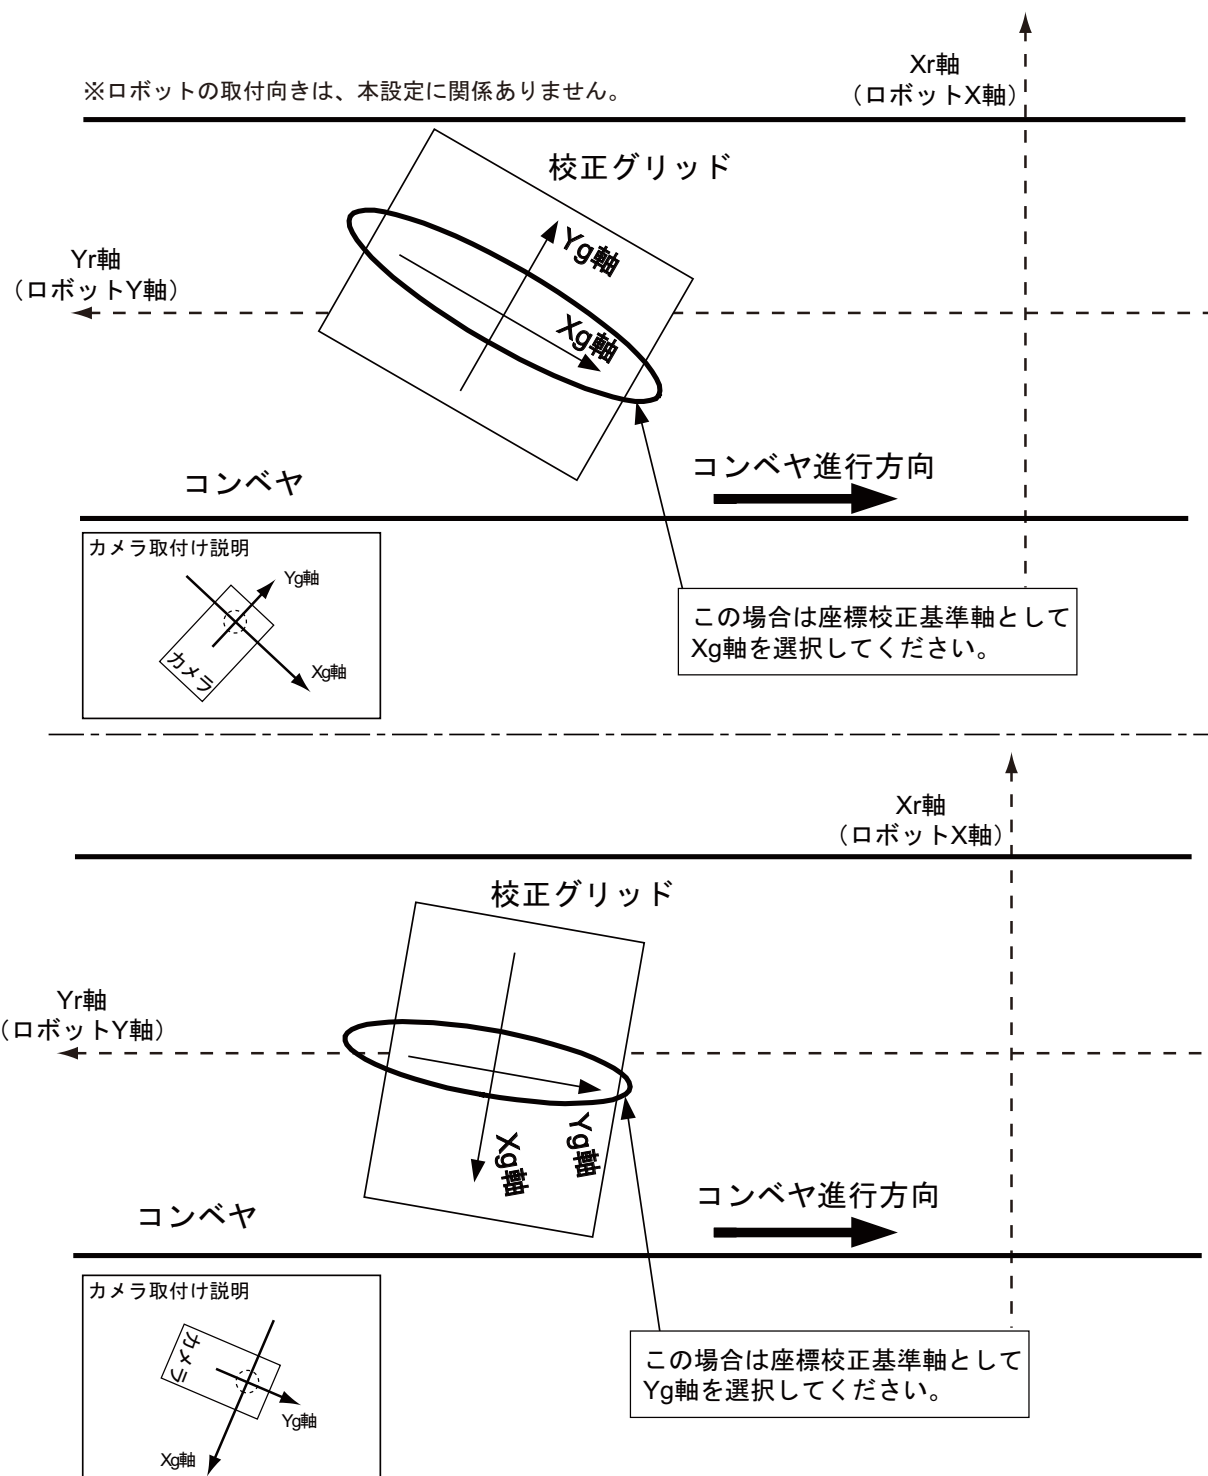 ※ロボットの取付向きは、本設定に関係ありません。
Xr軸
（ロボットX軸）
校正グリッド
Yg軸
Xg軸
Yr軸
（ロボットY軸）
コンベヤ
コンベヤ進行方向
カメラ取付け説明
Yg軸
Xg軸
カメラ
この場合は座標校正基準軸として
Xg軸を選択してください。
Xr軸
（ロボットX軸）
校正グリッド
Yr軸
（ロボットY軸）
Xg軸
Yg軸
コンベヤ
コンベヤ進行方向
カメラ取付け説明
カメラ
Yg軸
Xg軸
この場合は座標校正基準軸として
Yg軸を選択してください。